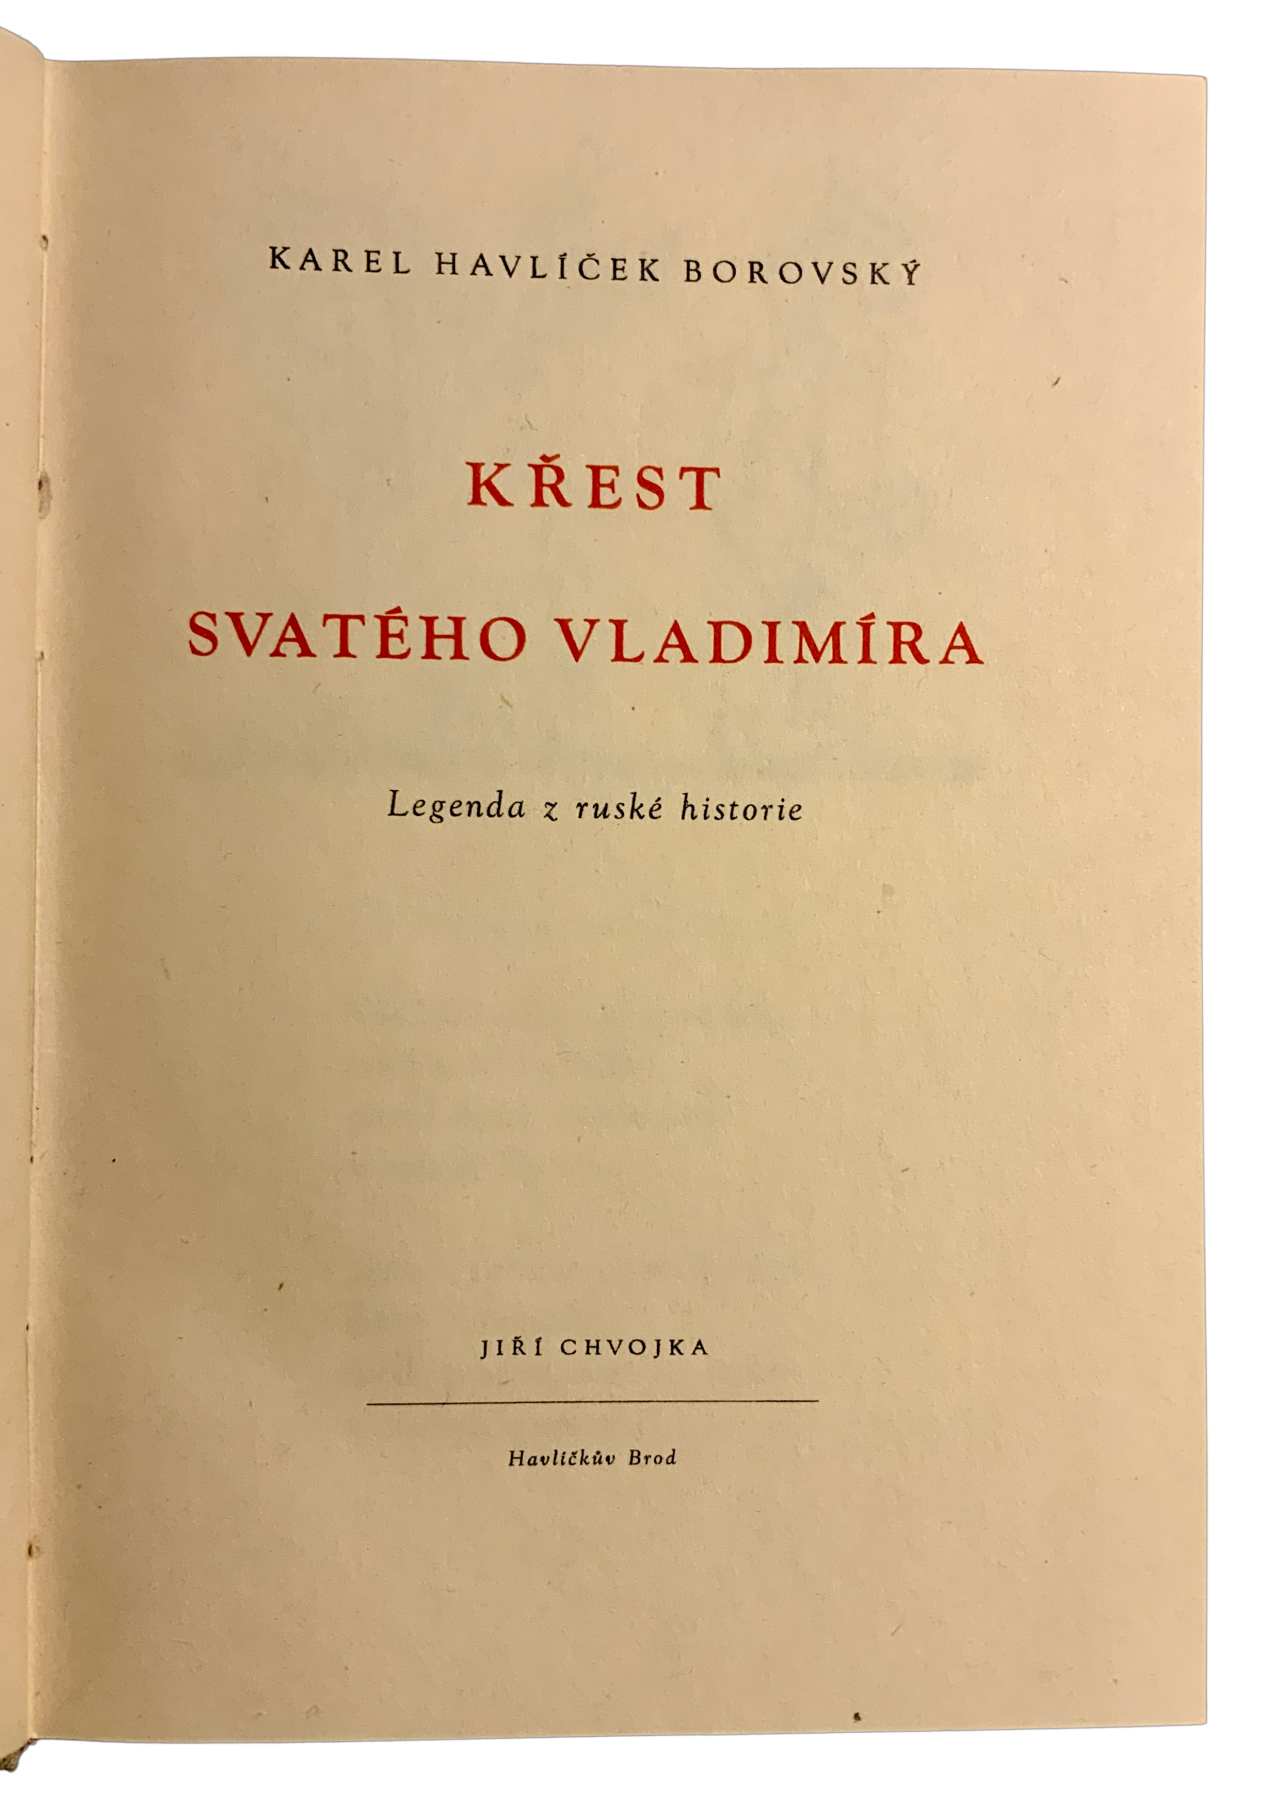 KAREL HAVLÍČEK BOROVSKÝ
KŘEST
SVATÉHO VLADIMÍRA
Legenda z ruské historie
JIŘÍ CHVOJKA
Havlíčkův Brod